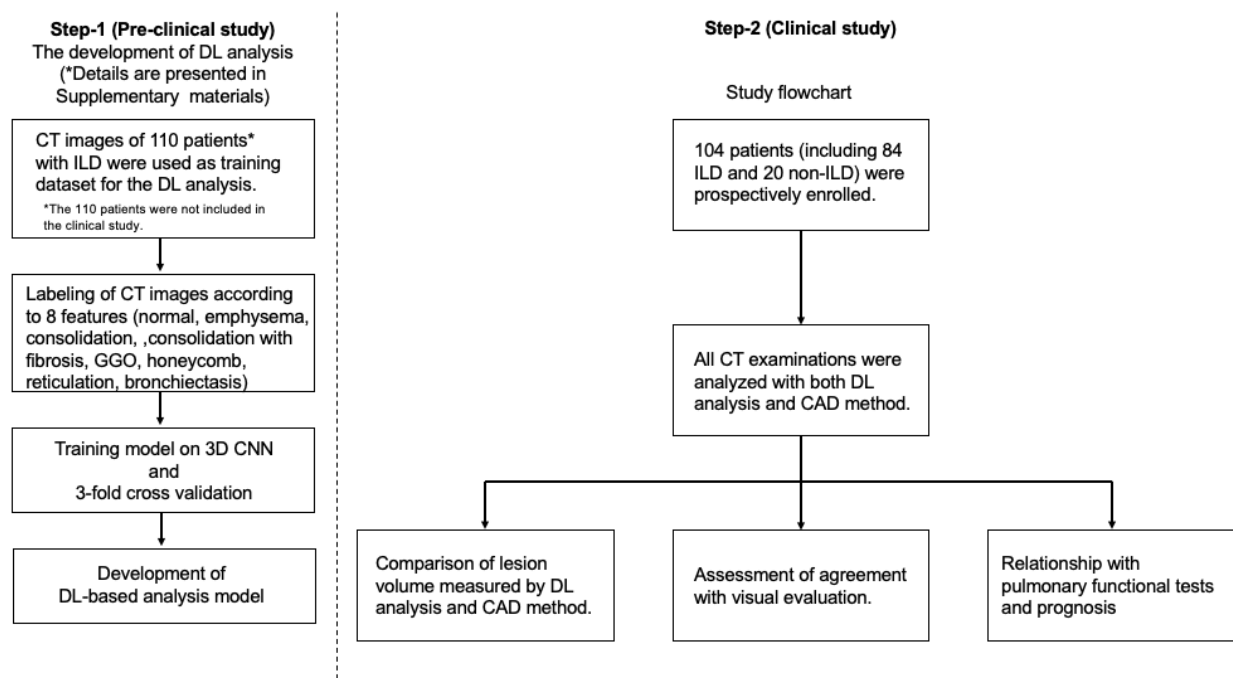 Step-1 (Pre-clinical study)
The development of DL analysis
(*Details are presented in
Supplementary materials)
CT images of 110 patients*
with ILD were used as training
dataset for the DL analysis.
*The 110 patients were not included in
the clinical study.
Labeling of CT images according
to 8 features (normal, emphysema,
consolidation, ,consolidation with
fibrosis, GGO, honeycomb,
reticulation, bronchiectasis)
Training model on 3D CNN
and
3-fold cross validation
Development of
DL-based analysis model
Step-2 (Clinical study)
Study flowchart
104 patients (including 84
ILD and 20 non-ILD) were
prospectively enrolled.
All CT examinations were
analyzed with both DL
analysis and CAD method.
Comparison of lesion
volume measured by DL
analysis and CAD method.
Assessment of agreement
with visual evaluation.
Relationship with
pulmonary functional tests
and prognosis